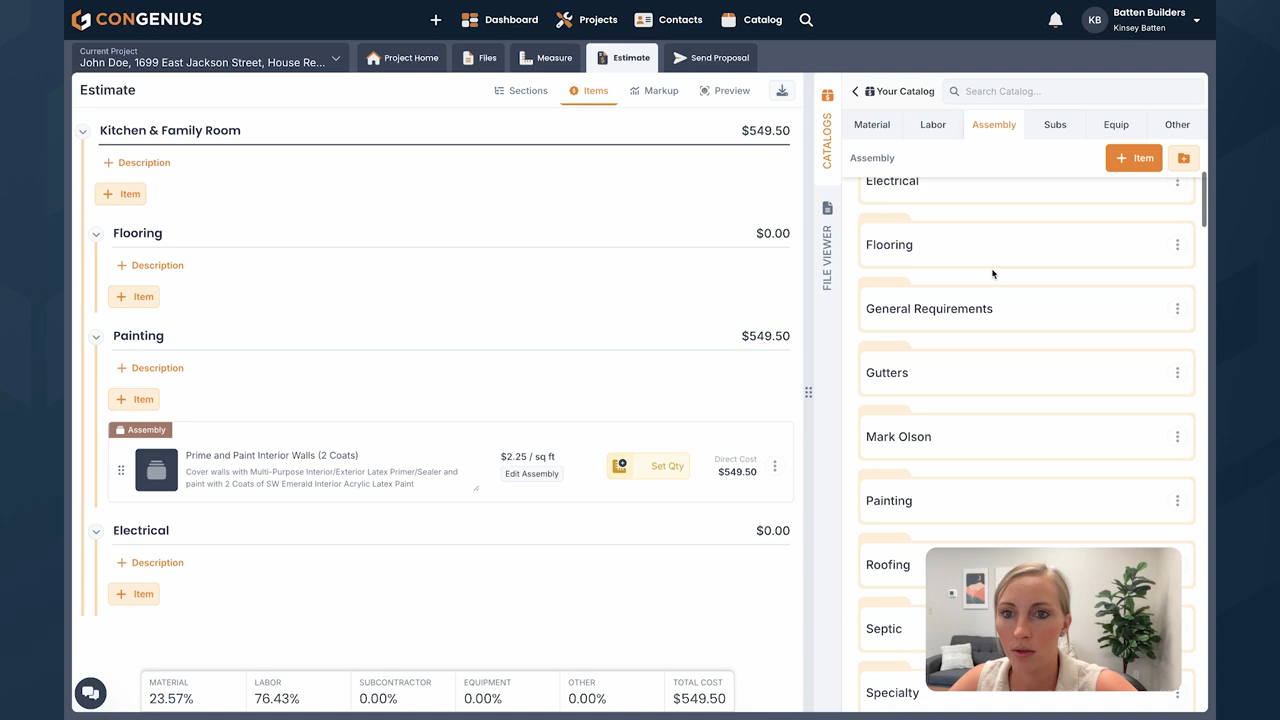 CONGENIUS
Dashboard
Projects
Contacts
Catalog
KB
Batten Builders
Kinsey Batten
Current Project
John Doe, 1699 East Jackson Street, House Re...
Project Home
Files
Measure
Estimate
Send Proposal
Estimate
Sections
Items
Markup
Preview
Kitchen & Family Room
$549.50
+ Description
+ Item
Flooring
$0.00
+ Description
+ Item
Painting
$549.50
+ Description
+ Item
Assembly
Prime and Paint Interior Walls (2 Coats)
Cover walls with Multi-Purpose Interior/Exterior Latex Primer/Sealer and
paint with 2 Coats of SW Emerald Interior Acrylic Latex Paint
$2.25 / sq ft
Edit Assembly
Set Qty
Direct Cost
$549.50
Electrical
$0.00
+ Description
+ Item
MATERIAL
23.57%
LABOR
76.43%
SUBCONTRACTOR
0.00%
EQUIPMENT
0.00%
OTHER
0.00%
TOTAL COST
$549.50
CATALOGS
FILE VIEWER
Your Catalog
Search Catalog...
Material
Labor
Assembly
Subs
Equip
Other
Assembly
+ Item
Electrical
Flooring
General Requirements
Gutters
Mark Olson
Painting
Roofing
Septic
Specialty